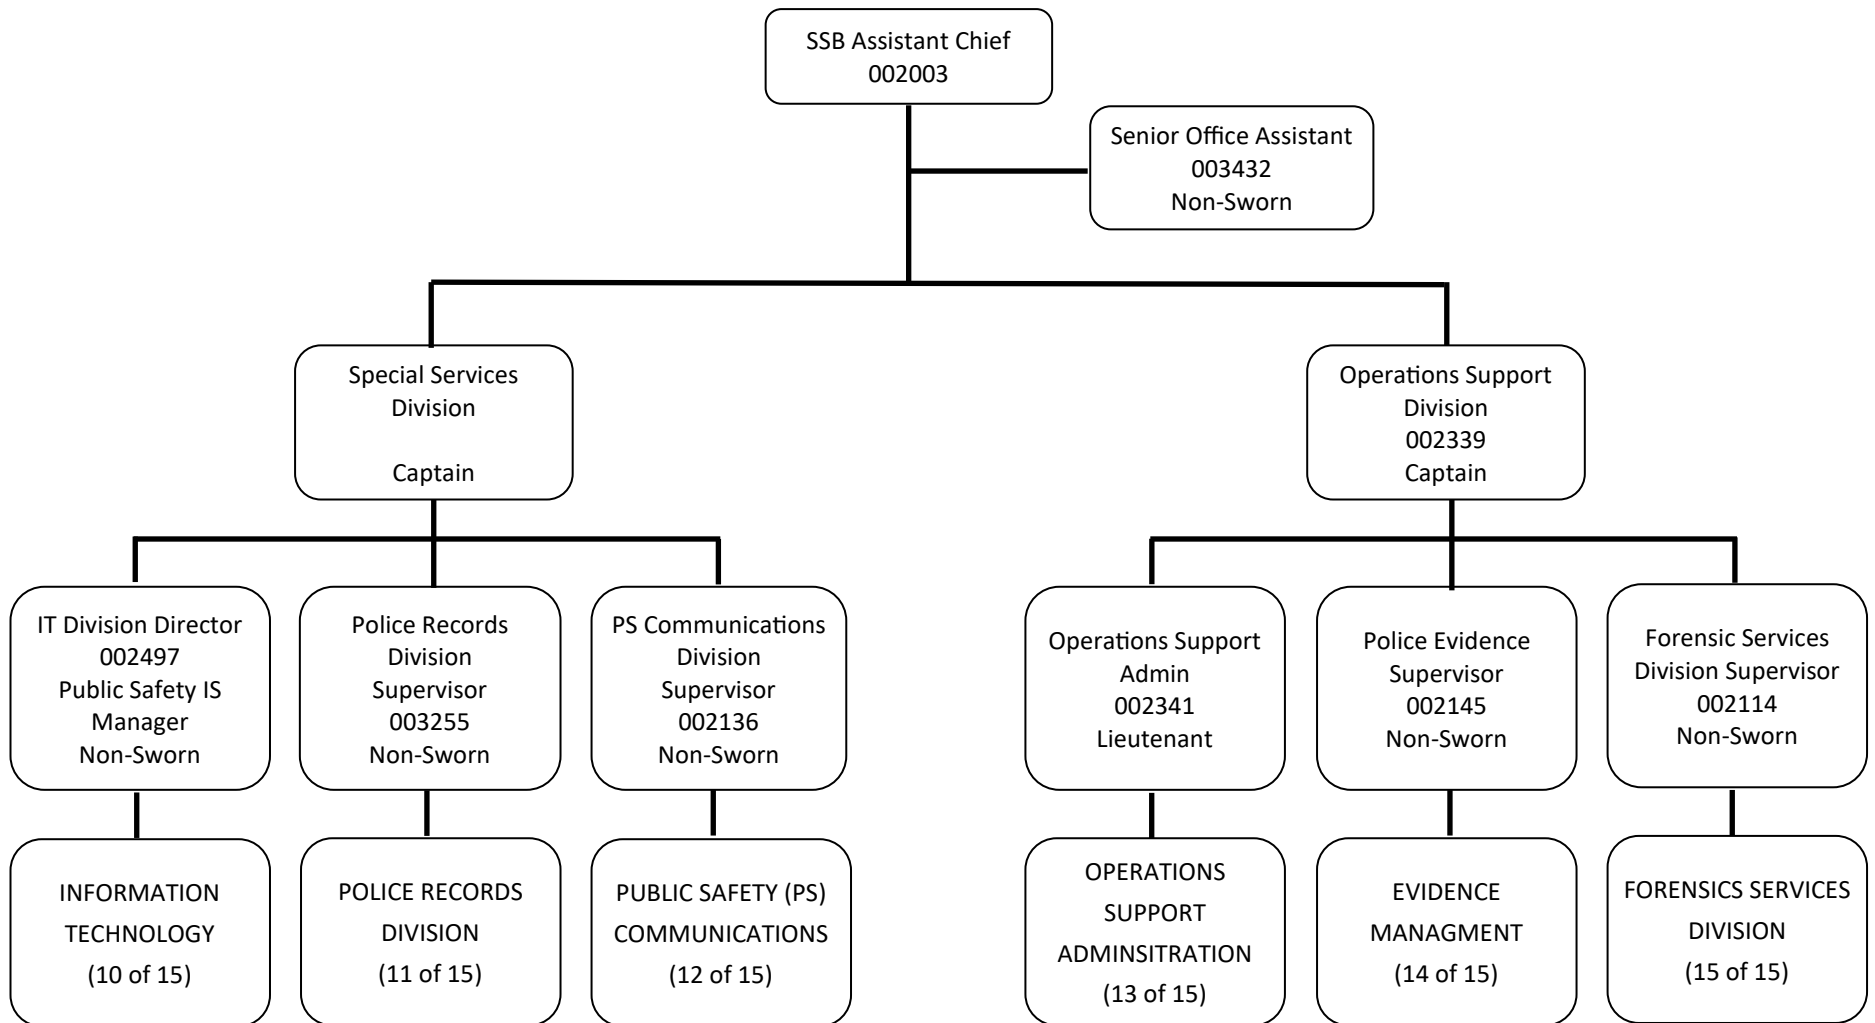 SSB Assistant Chief
002003
Senior Office Assistant
003432
Non-Sworn
Special Services
Division
Captain
Operations Support
Division
002339
Captain
IT Division Director
002497
Public Safety IS
Manager
Non-Sworn
Police Records
Division
Supervisor
003255
Non-Sworn
PS Communications
Division
Supervisor
002136
Non-Sworn
Operations Support
Admin
002341
Lieutenant
Police Evidence
Supervisor
002145
Non-Sworn
Forensic Services
Division Supervisor
002114
Non-Sworn
INFORMATION
TECHNOLOGY
(10 of 15)
POLICE RECORDS
DIVISION
(11 of 15)
PUBLIC SAFETY (PS)
COMMUNICATIONS
(12 of 15)
OPERATIONS
SUPPORT
ADMINSITRATION
(13 of 15)
EVIDENCE
MANAGMENT
(14 of 15)
FORENSICS SERVICES
DIVISION
(15 of 15)